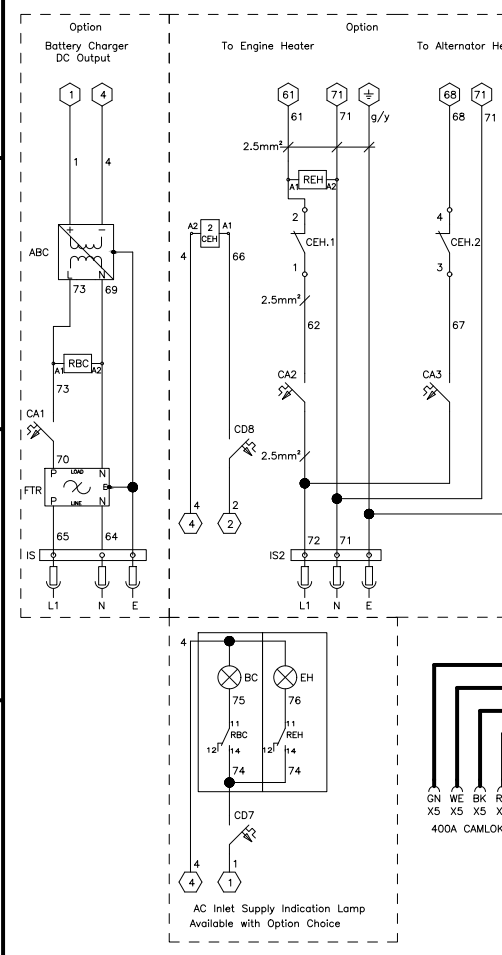 Option
Battery Charger
DC Output
1 4
1 4
+ -
ABC
L N
73 69
RBC
A1 A2
73
CA1
70
P LOAD N
FTR E
P LINE N
65 64
IS
L1 N E
Option
To Engine Heater
61 71
61 71 g/y
2.5mm²
REH
A1 A2
A2 2 CEH A1
4 66
2
CEH.1
1
2.5mm²
62
CA2
CD8
2.5mm²
4 2
4 2
72 71
IS2
L1 N E
To Alternator He
68 71
68 71
4
CEH.2
3
67
CA3
4
BC EH
75 76
11 11
RBC REH
12 14 12 14
74 74
CD7
4 1
4 1
AC Inlet Supply Indication Lamp
Available with Option Choice
GN WE BK R
X5 X5 X5 X
400A CAMLOK